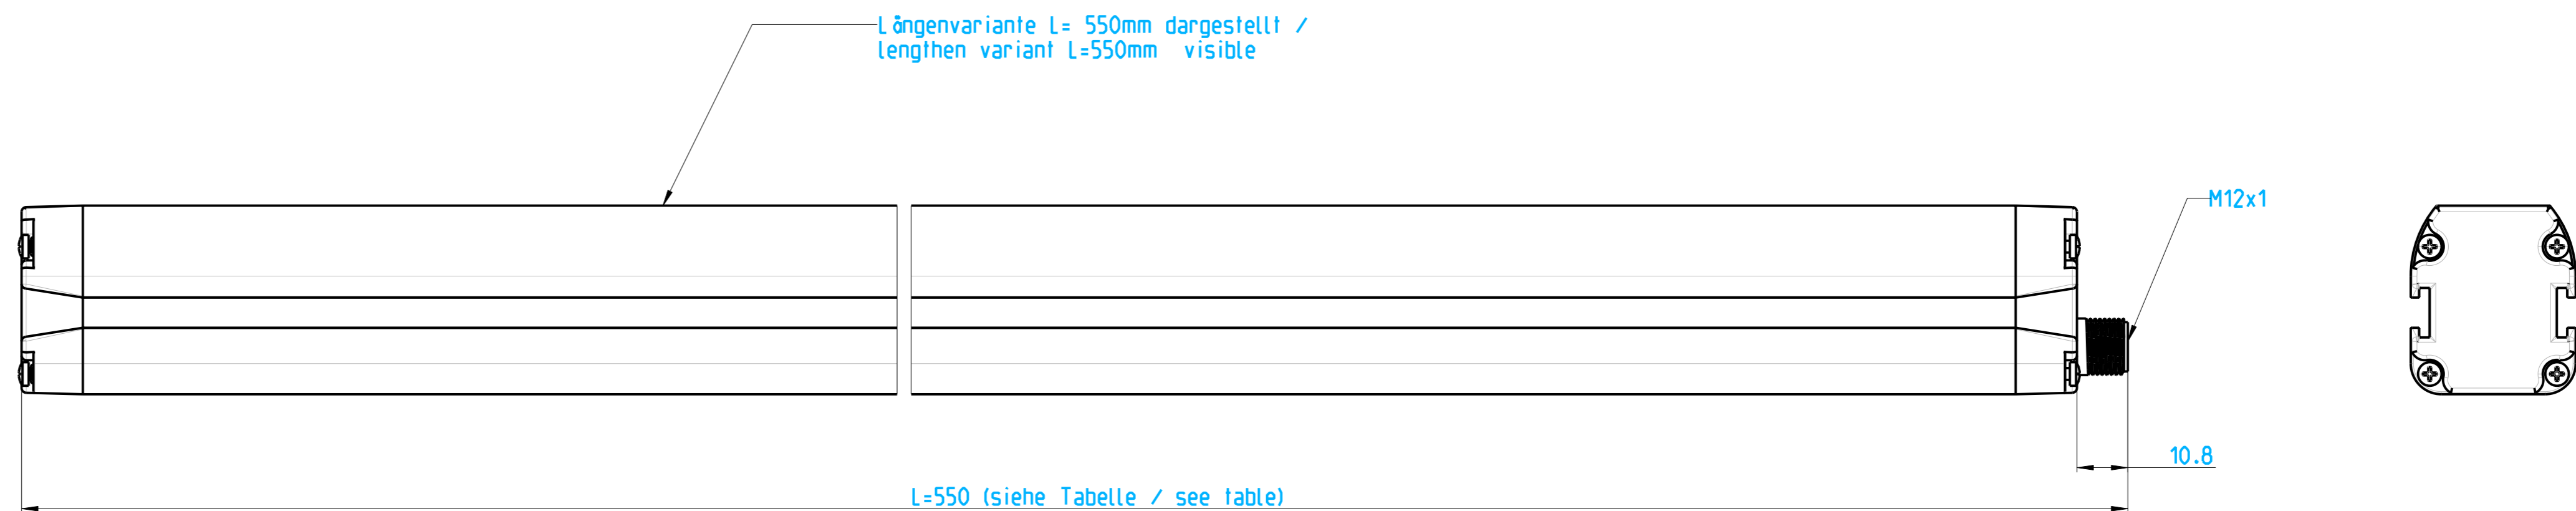 Längenvariante L= 550mm dargestellt /
lengthen variant L=550mm visible
M12x1
10.8
L=550 (siehe Tabelle / see table)